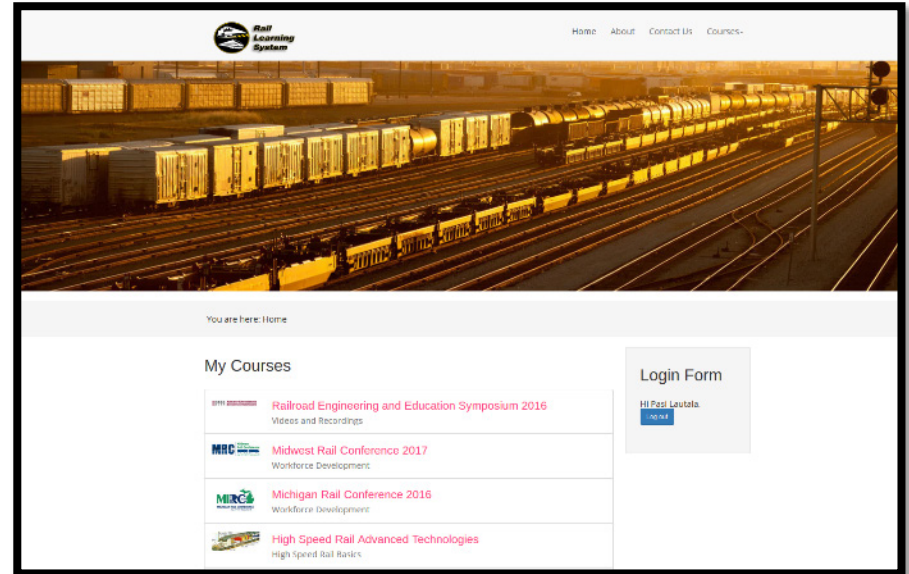 Rail
Learning
System
Home About Contact Us Courses
You are here: Home
My Courses
Railroad Engineering and Education Symposium 2016
Videos and Recordings
MRC
Midwest Rail Conference 2017
Workforce Development
MIRC
Michigan Rail Conference 2016
Workforce Development
High Speed Rail Advanced Technologies
High Speed Rail Basics
Login Form
Hi Pasi Lautala,
Log out